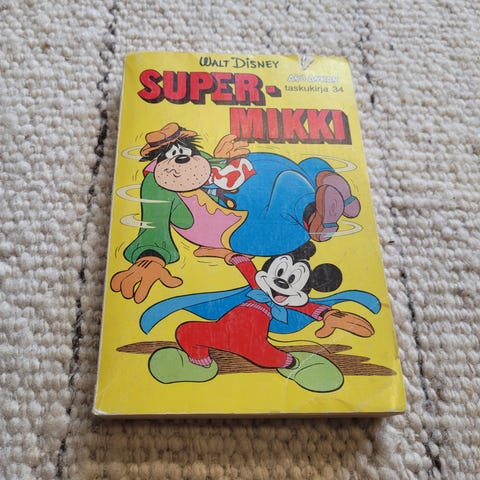 WALT DISNEY
SUPER-
AKU ANKAN
taskukirja 34
MIKKI